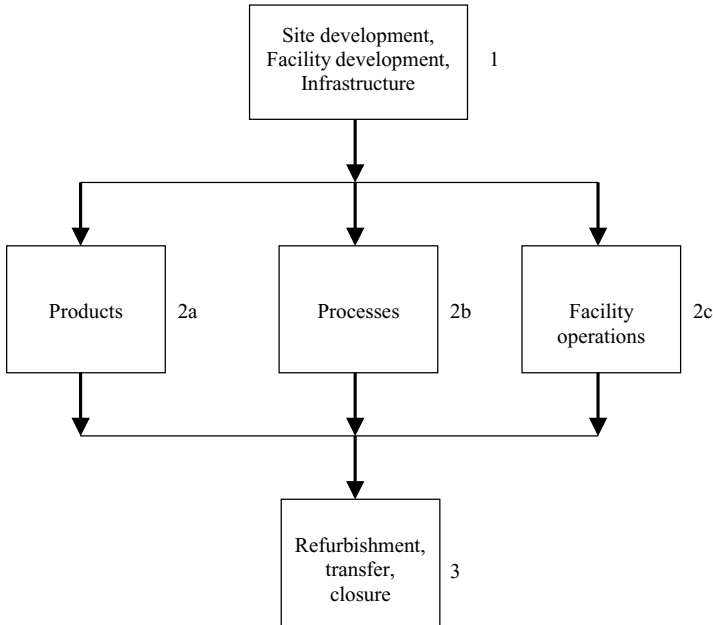 Site development,
Facility development,
Infrastructure
1
Products
2a
Processes
2b
Facility
operations
2c
Refurbishment,
transfer,
closure
3